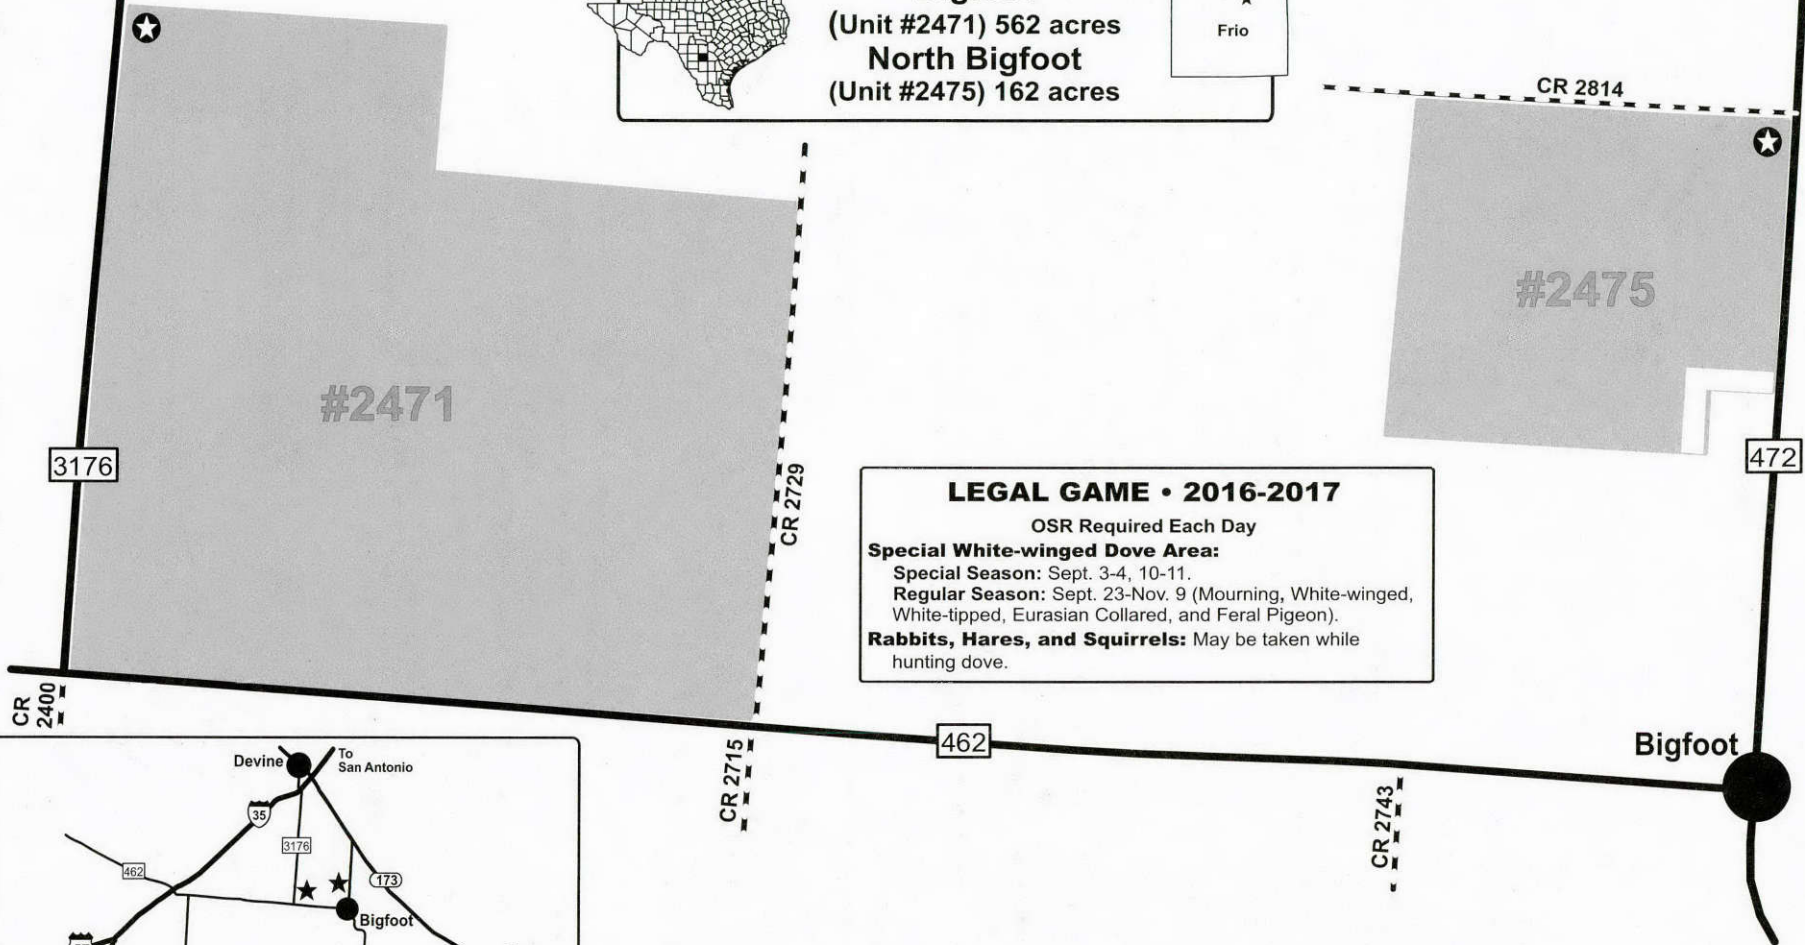 (Unit #2471) 562 acres
North Bigfoot
(Unit #2475) 162 acres
Frio
CR 2814
#2475
#2471
3176
472
CR 2729
LEGAL GAME • 2016-2017
OSR Required Each Day
Special White-winged Dove Area:
Special Season: Sept. 3-4, 10-11.
Regular Season: Sept. 23-Nov. 9 (Mourning, White-winged,
White-tipped, Eurasian Collared, and Feral Pigeon).
Rabbits, Hares, and Squirrels: May be taken while
hunting dove.
CR
2400
CR 2715
462
CR 2743
Bigfoot
Devine
To
San Antonio
35
3176
462
173
Bigfoot